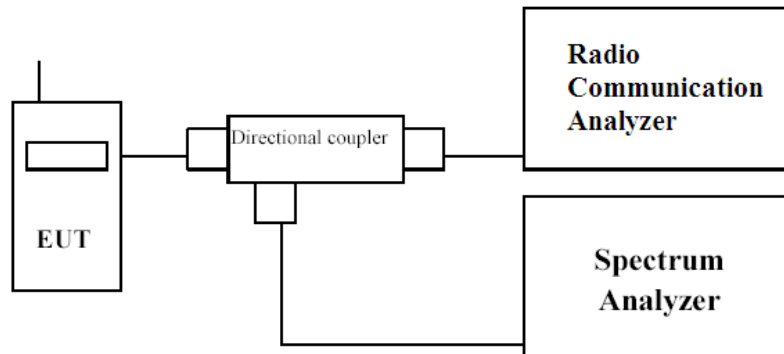 Radio
Communication
Analyzer
Directional coupler
EUT
Spectrum
Analyzer